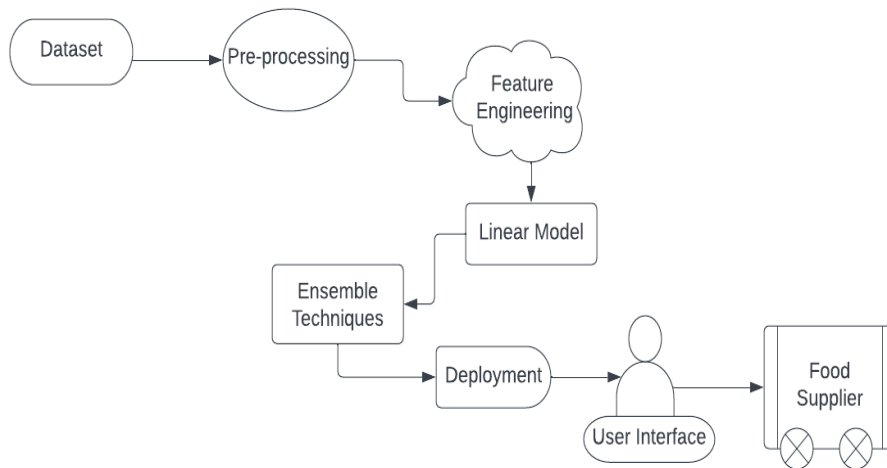 Dataset
Pre-processing
Feature
Engineering
Linear Model
Ensemble
Techniques
Deployment
User Interface
Food
Supplier